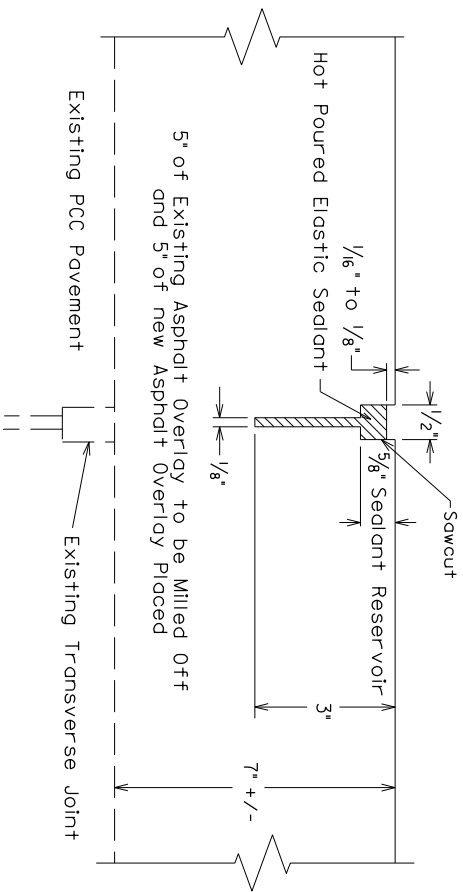 Sawcut
1/2"
1/16" to 1/8"
5/8" Sealant Reservoir
Hot Poured Elastic Sealant
3"
1/8"
7" +/-
5" of Existing Asphalt Overlay to be Milled Off
and 5" of new Asphalt Overlay Placed
Existing PCC Pavement
Existing Transverse Joint